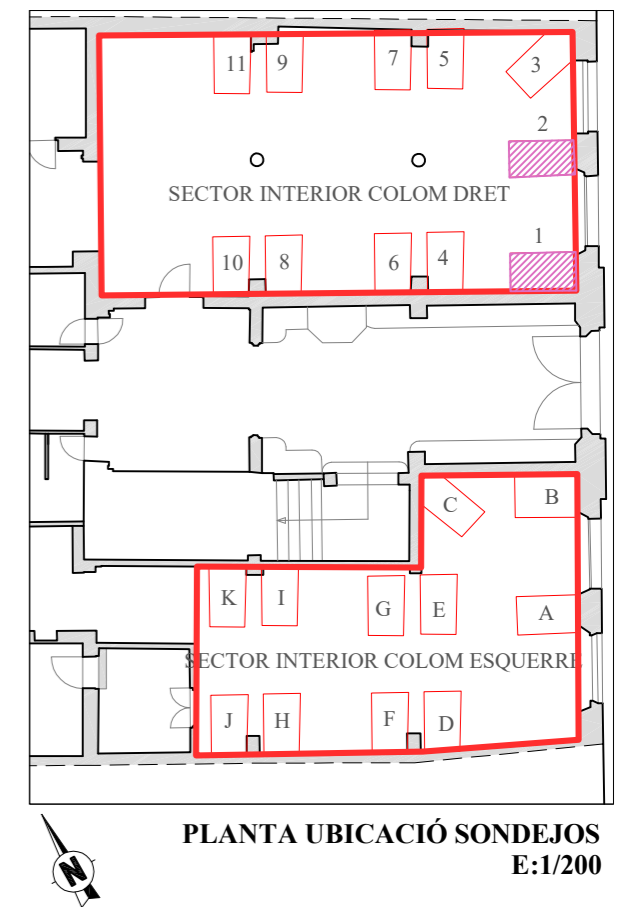 11 9 7 5 3
2
SECTOR INTERIOR COLOM DRET
1
10 8 6 4
C B
K I G E A
SECTOR INTERIOR COLOM ESQUERRE
J H F D
PLANTA UBICACIÓ SONDEJOS
E:1/200
N